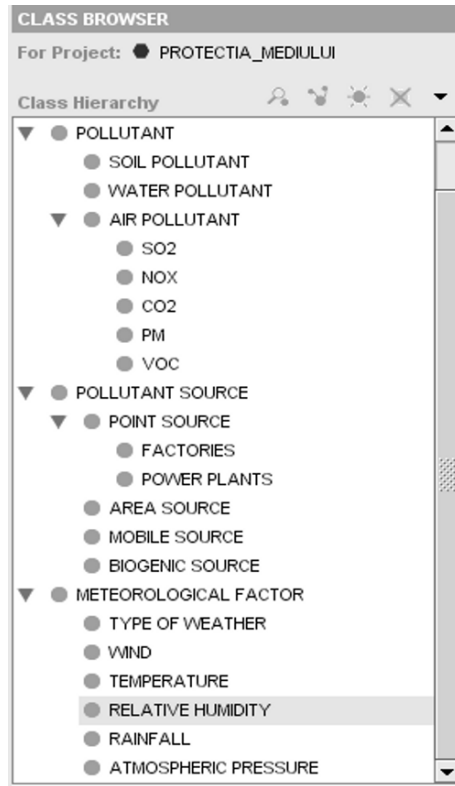 CLASS BROWSER
For Project: PROTECTIA_MEDIULUI
Class Hierarchy
POLLUTANT
SOIL POLLUTANT
WATER POLLUTANT
AIR POLLUTANT
SO2
NOX
CO2
PM
VOC
POLLUTANT SOURCE
POINT SOURCE
FACTORIES
POWER PLANTS
AREA SOURCE
MOBILE SOURCE
BIOGENIC SOURCE
METEOROLOGICAL FACTOR
TYPE OF WEATHER
WIND
TEMPERATURE
RELATIVE HUMIDITY
RAINFALL
ATMOSPHERIC PRESSURE